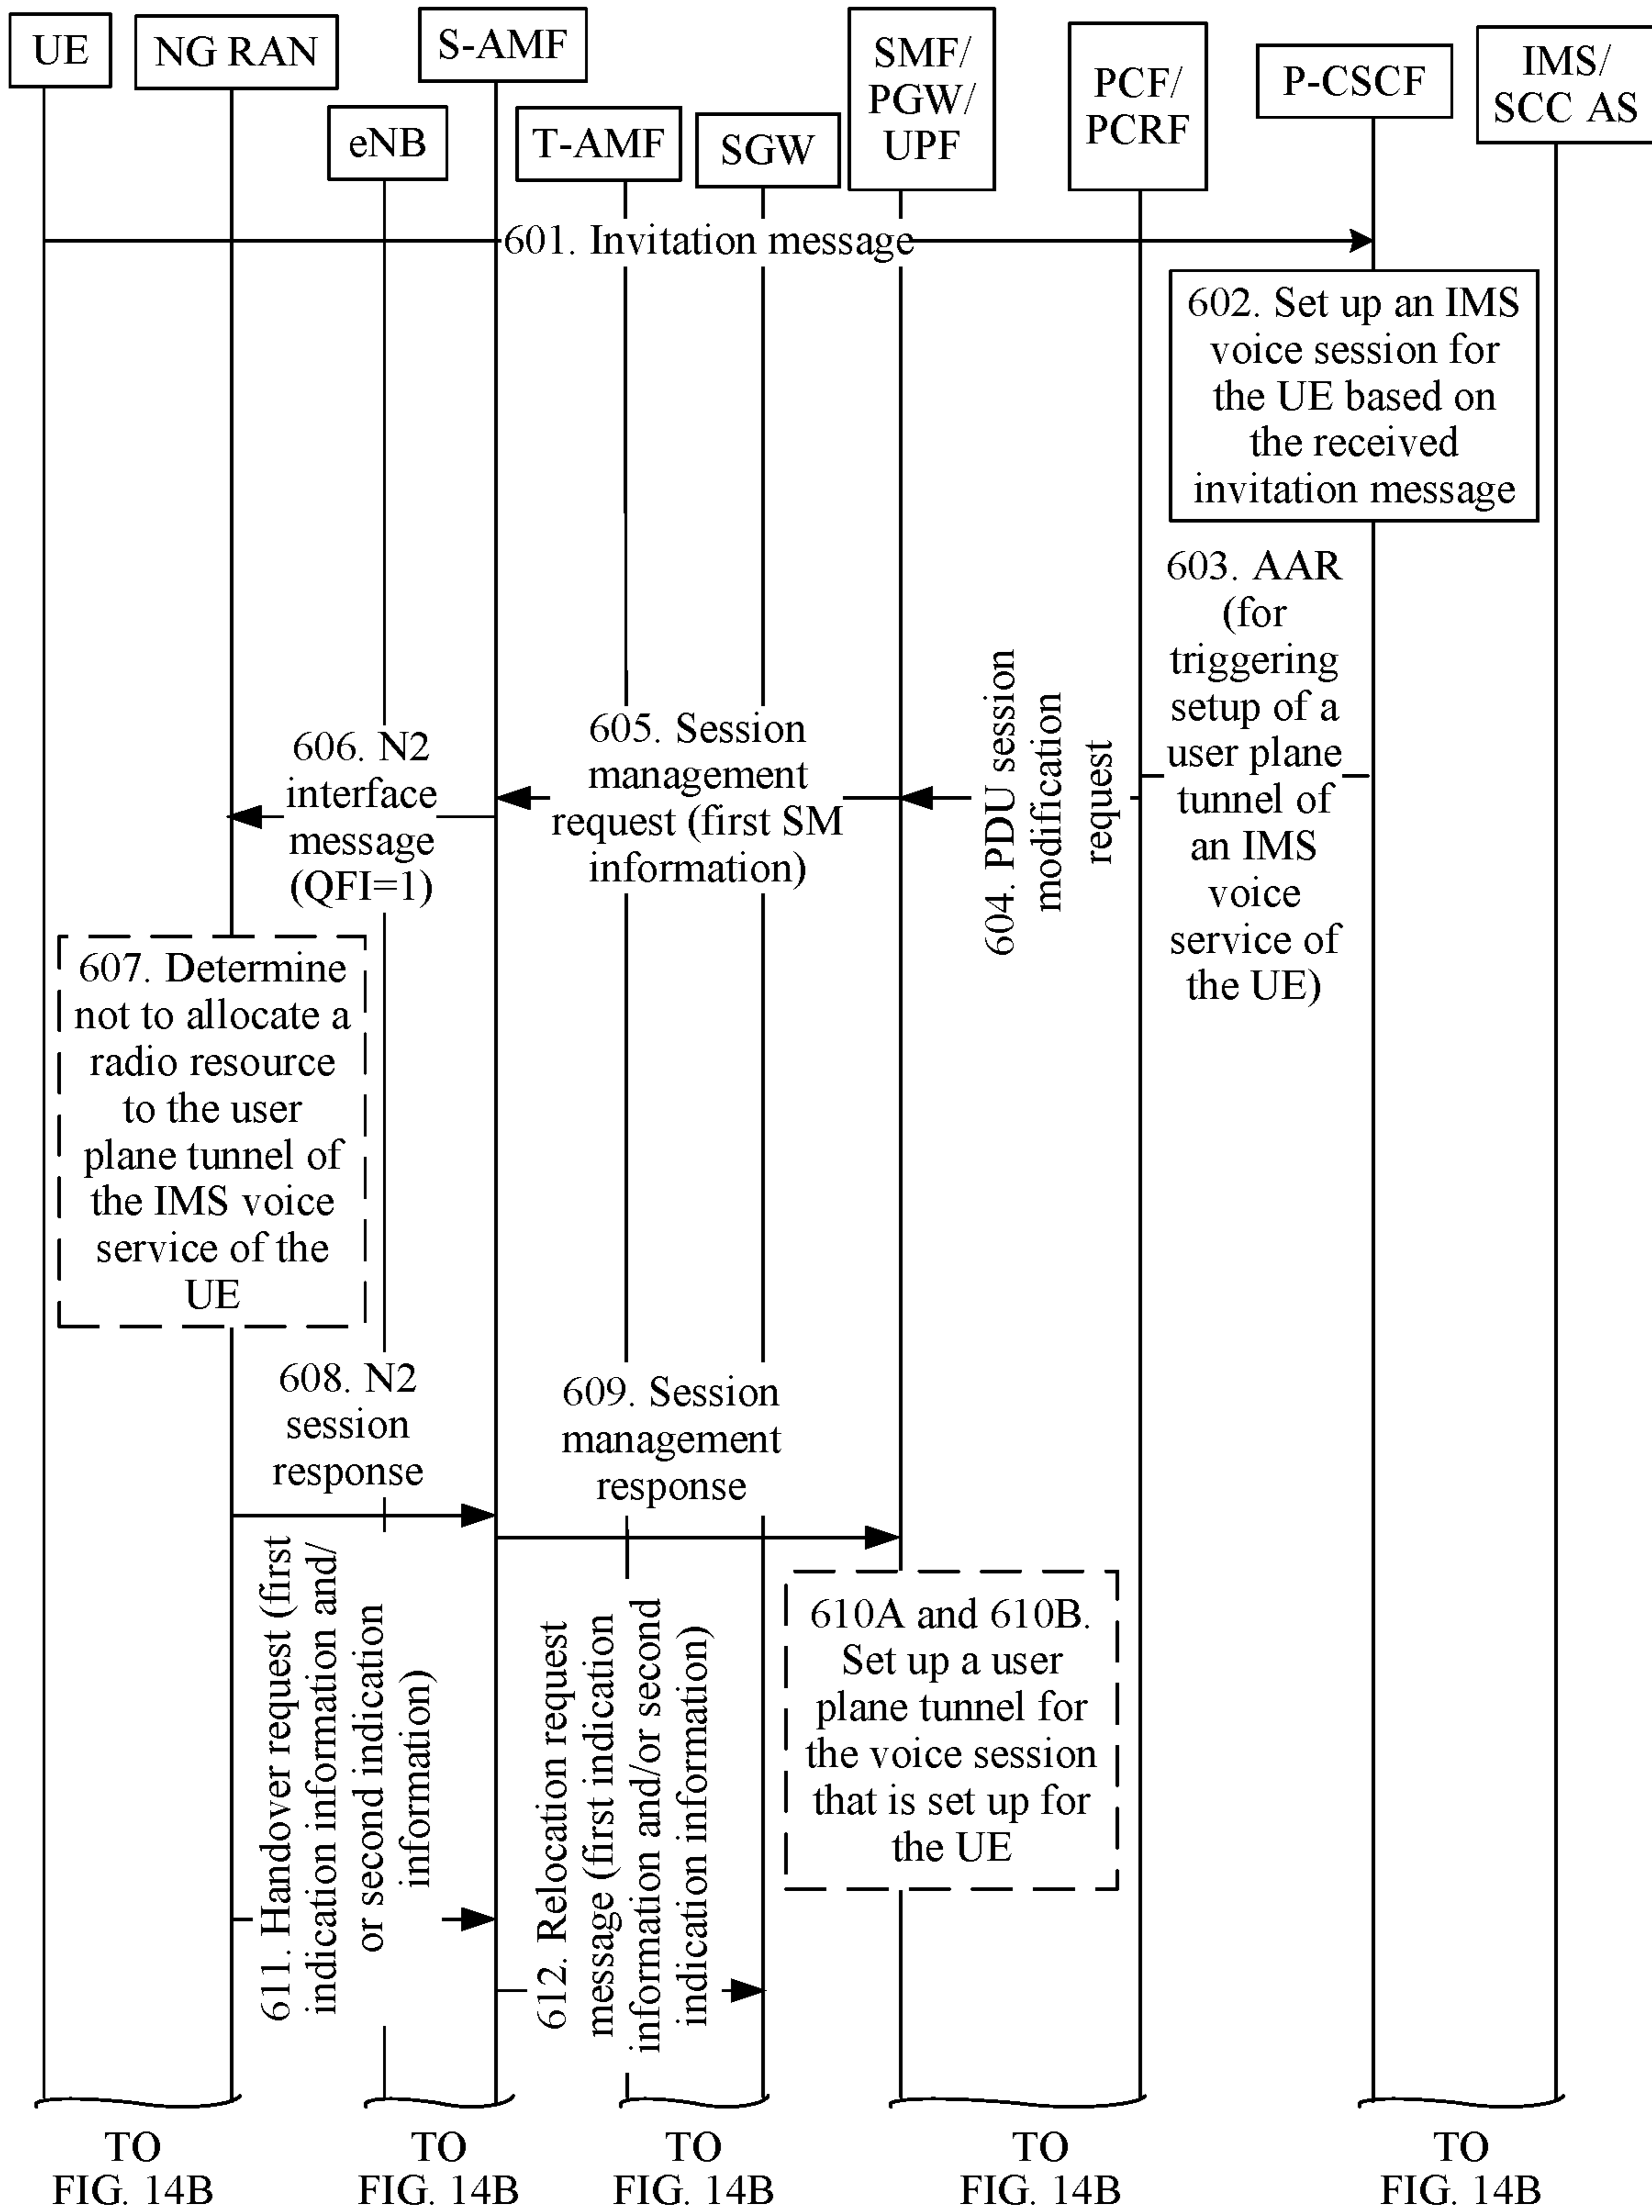 UE
NG RAN
S-AMF
eNB
T-AMF
SGW
SMF/
PGW/
UPF
PCF/
PCRF
P-CSCF
IMS/
SCC AS
601. Invitation message
602. Set up an IMS
voice session for
the UE based on
the received
invitation message
603. AAR
(for
triggering
setup of a
user plane
tunnel of
an IMS
voice
service of
the UE)
604. PDU session
modification
request
605. Session
management
request (first SM
information)
606. N2
interface
message
(QFI=1)
607. Determine
not to allocate a
radio resource
to the user
plane tunnel of
the IMS voice
service of the
UE
608. N2
session
response
609. Session
management
response
610A and 610B.
Set up a user
plane tunnel for
the voice session
that is set up for
the UE
611. Handover request (first
indication information and/
or second indication
information)
612. Relocation request
message (first indication
information and/or second
indication information)
TO
FIG. 14B
TO
FIG. 14B
TO
FIG. 14B
TO
FIG. 14B
TO
FIG. 14B